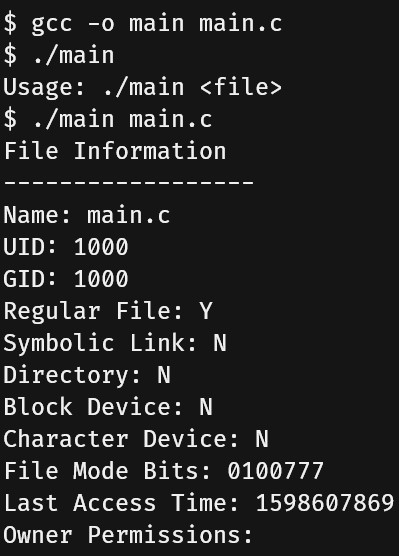 $ gcc -o main main.c
$ ./main
Usage: ./main <file>
$ ./main main.c
File Information
------------------
Name: main.c
UID: 1000
GID: 1000
Regular File: Y
Symbolic Link: N
Directory: N
Block Device: N
Character Device: N
File Mode Bits: 0100777
Last Access Time: 1598607869
Owner Permissions: